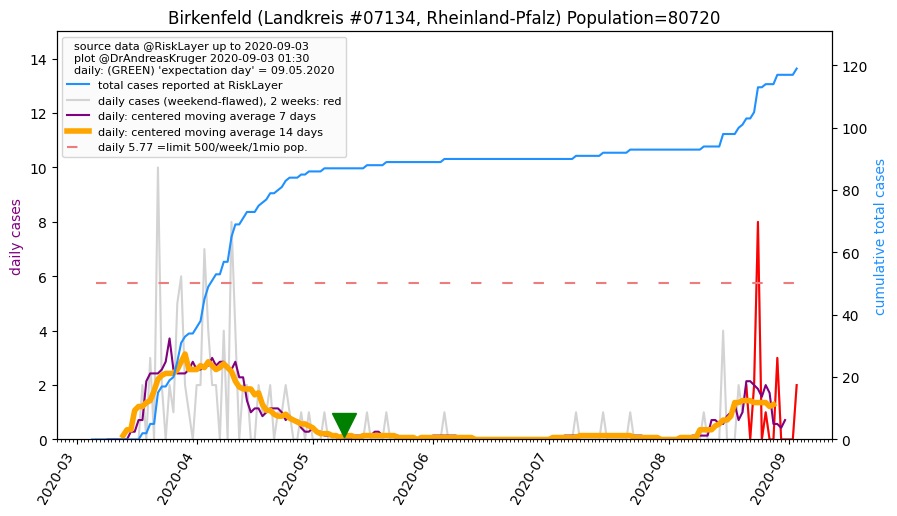 Birkenfeld (Landkreis #07134, Rheinland-Pfalz) Population=80720
source data @RiskLayer up to 2020-09-03
plot @DrAndreasKruger 2020-09-03 01:30
daily: (GREEN) 'expectation day' = 09.05.2020
total cases reported at RiskLayer
daily cases (weekend-flawed), 2 weeks: red
daily: centered moving average 7 days
daily: centered moving average 14 days
daily 5.77 =limit 500/week/1mio pop.
daily cases
14
12
10
8
6
4
2
0
cumulative total cases
120
100
80
60
40
20
0
2020-03
2020-04
2020-05
2020-06
2020-07
2020-08
2020-09